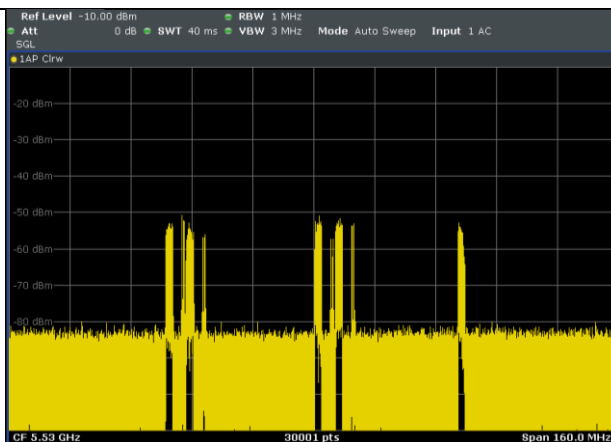 Ref Level -10.00 dBm RBW 1 MHz
Att 0 dB SWT 40 ms VBW 3 MHz Mode Auto Sweep Input 1 AC
SGL
1AP Clrw
-20 dBm
-30 dBm
-40 dBm
-50 dBm
-60 dBm
-70 dBm
-80 dBm
CF 5.53 GHz 30001 pts Span 160.0 MHz